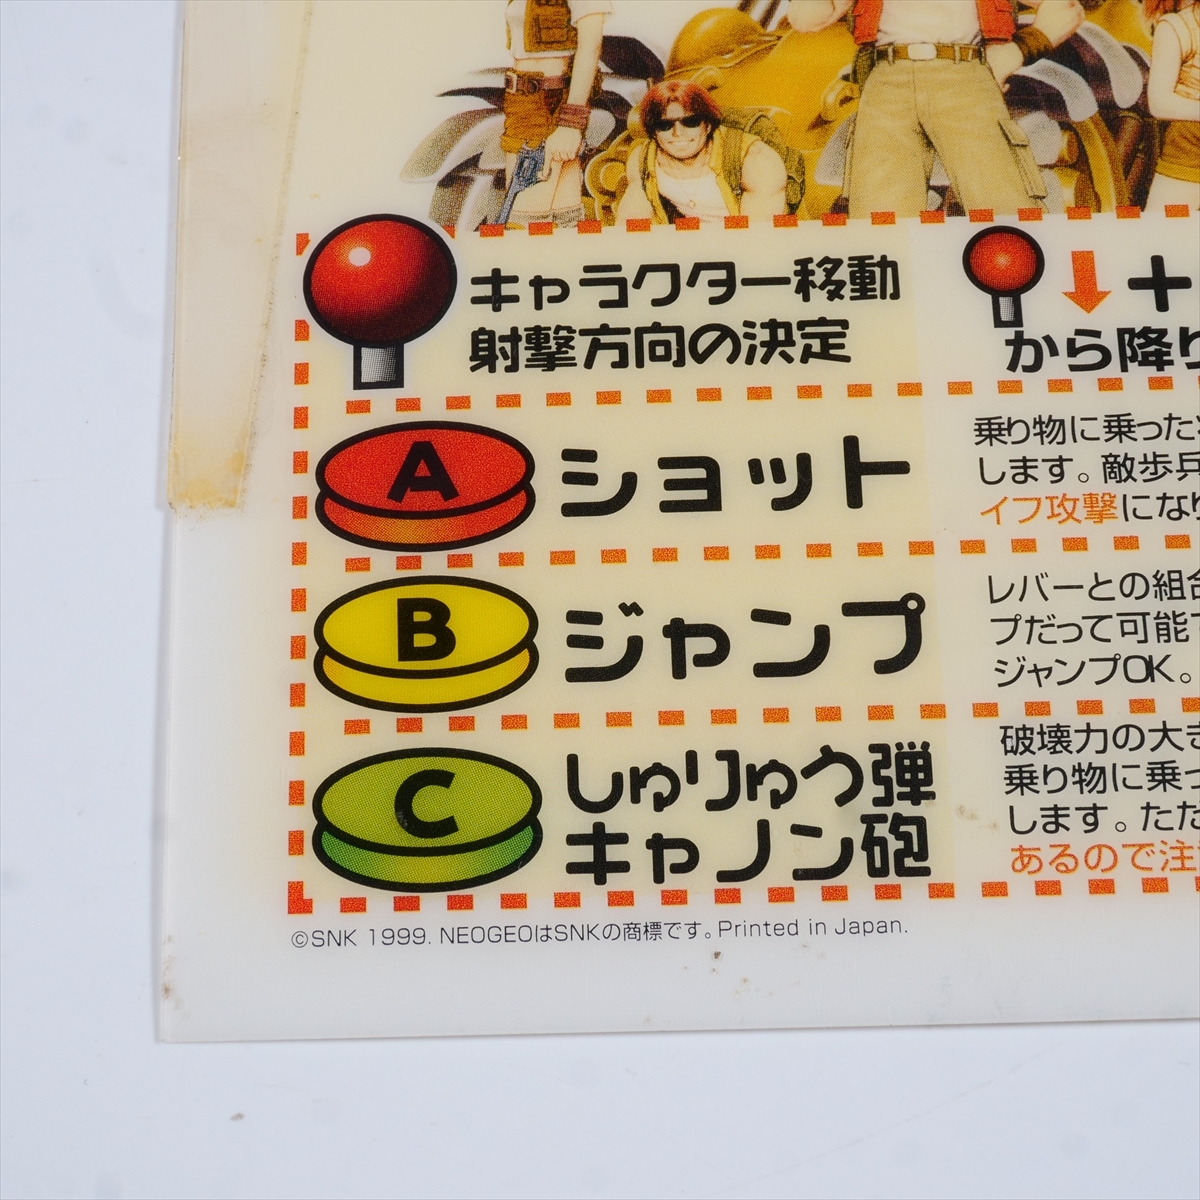 キャラクター移動
射撃方向の決定
↓+
から降り
A ショット
乗り物に乗った
します。敵歩兵
イフ攻撃になり
B ジャンプ
レバーとの組合
プだって可能
ジャンプOK。
C しゅりゅう弾
キャノン砲
破壊力の大き
乗り物に乗っ
します。ただ
あるので注
©SNK 1999. NEOGEOはSNKの商標です。Printed in Japan.